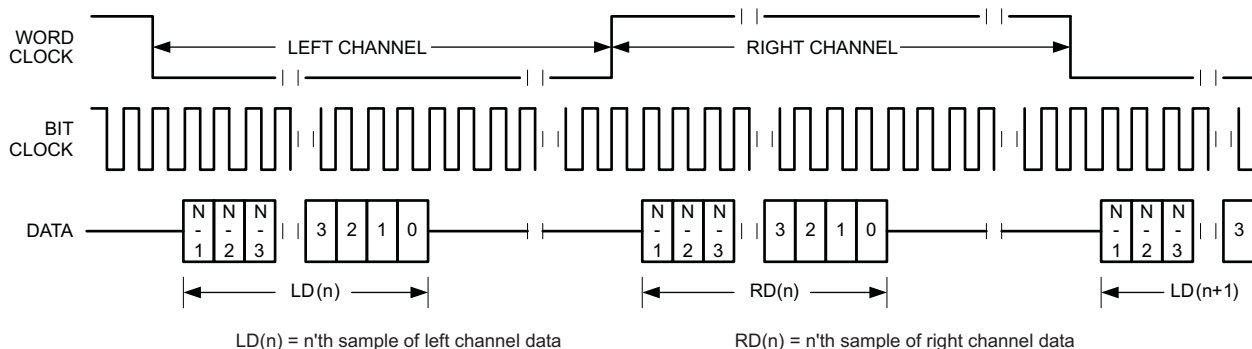 WORD
CLOCK
LEFT CHANNEL
RIGHT CHANNEL
BIT
CLOCK
DATA
N
-
1
N
-
2
N
-
3
3
2
1
0
N
-
1
N
-
2
N
-
3
3
2
1
0
N
-
1
N
-
2
N
-
3
3
LD(n)
RD(n)
LD(n+1)
LD(n) = n'th sample of left channel data
RD(n) = n'th sample of right channel data